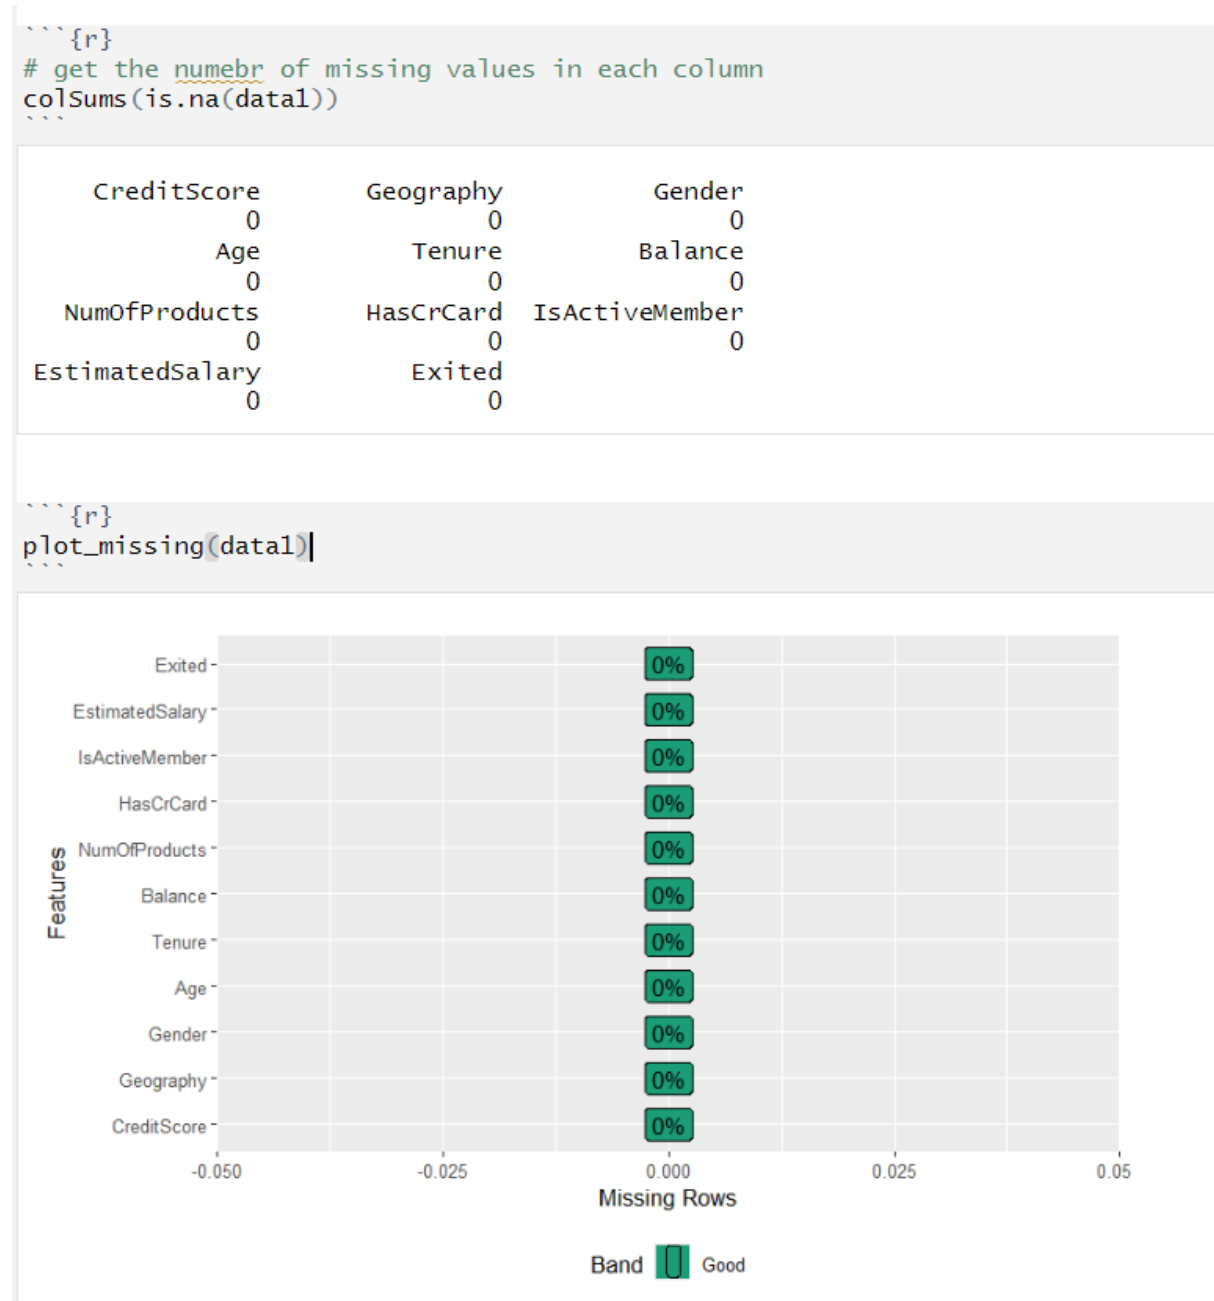 ```{r}
# get the numebr of missing values in each column
colSums(is.na(data1))
```
CreditScore Geography Gender
0 0 0
Age Tenure Balance
0 0 0
NumOfProducts HasCrCard IsActiveMember
0 0 0
EstimatedSalary Exited
0 0
```{r}
plot_missing(data1)
```
Features
Exited 0%
EstimatedSalary 0%
IsActiveMember 0%
HasCrCard 0%
NumOfProducts 0%
Balance 0%
Tenure 0%
Age 0%
Gender 0%
Geography 0%
CreditScore 0%
-0.050 -0.025 0.000 0.025 0.05
Missing Rows
Band Good